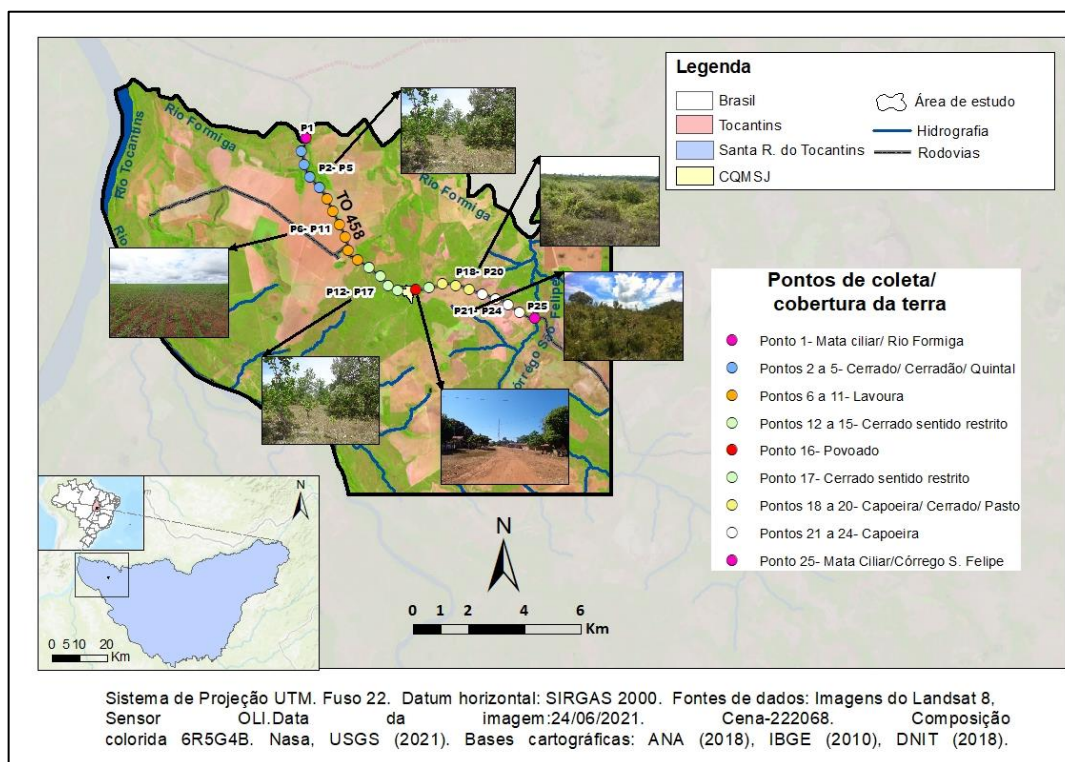 Legenda
Brasil
Tocantins
Santa R. do Tocantins
CQMSJ
Área de estudo
Hidrografia
Rodovias
Rio Tocantins
Rio Formiga
P1
P2- P5
Rio Formiga
TO 458
Rio
P6- P11
P18- P20
P12- P17
P21- P24
P25
Córrego São Felipe
Pontos de coleta/
cobertura da terra
Ponto 1- Mata ciliar/ Rio Formiga
Pontos 2 a 5- Cerrado/ Cerradão/ Quintal
Pontos 6 a 11- Lavoura
Pontos 12 a 15- Cerrado sentido restrito
Ponto 16- Povoado
Ponto 17- Cerrado sentido restrito
Pontos 18 a 20- Capoeira/ Cerrado/ Pasto
Pontos 21 a 24- Capoeira
Ponto 25- Mata Ciliar/Córrego S. Felipe
N
0 5 10 20
Km
N
0 1 2 4 6
Km
Sistema de Projeção UTM. Fuso 22. Datum horizontal: SIRGAS 2000. Fontes de dados: Imagens do Landsat 8,
Sensor OLI.Data da imagem:24/06/2021. Cena-222068. Composição
colorida 6R5G4B. Nasa, USGS (2021). Bases cartográficas: ANA (2018), IBGE (2010), DNIT (2018).